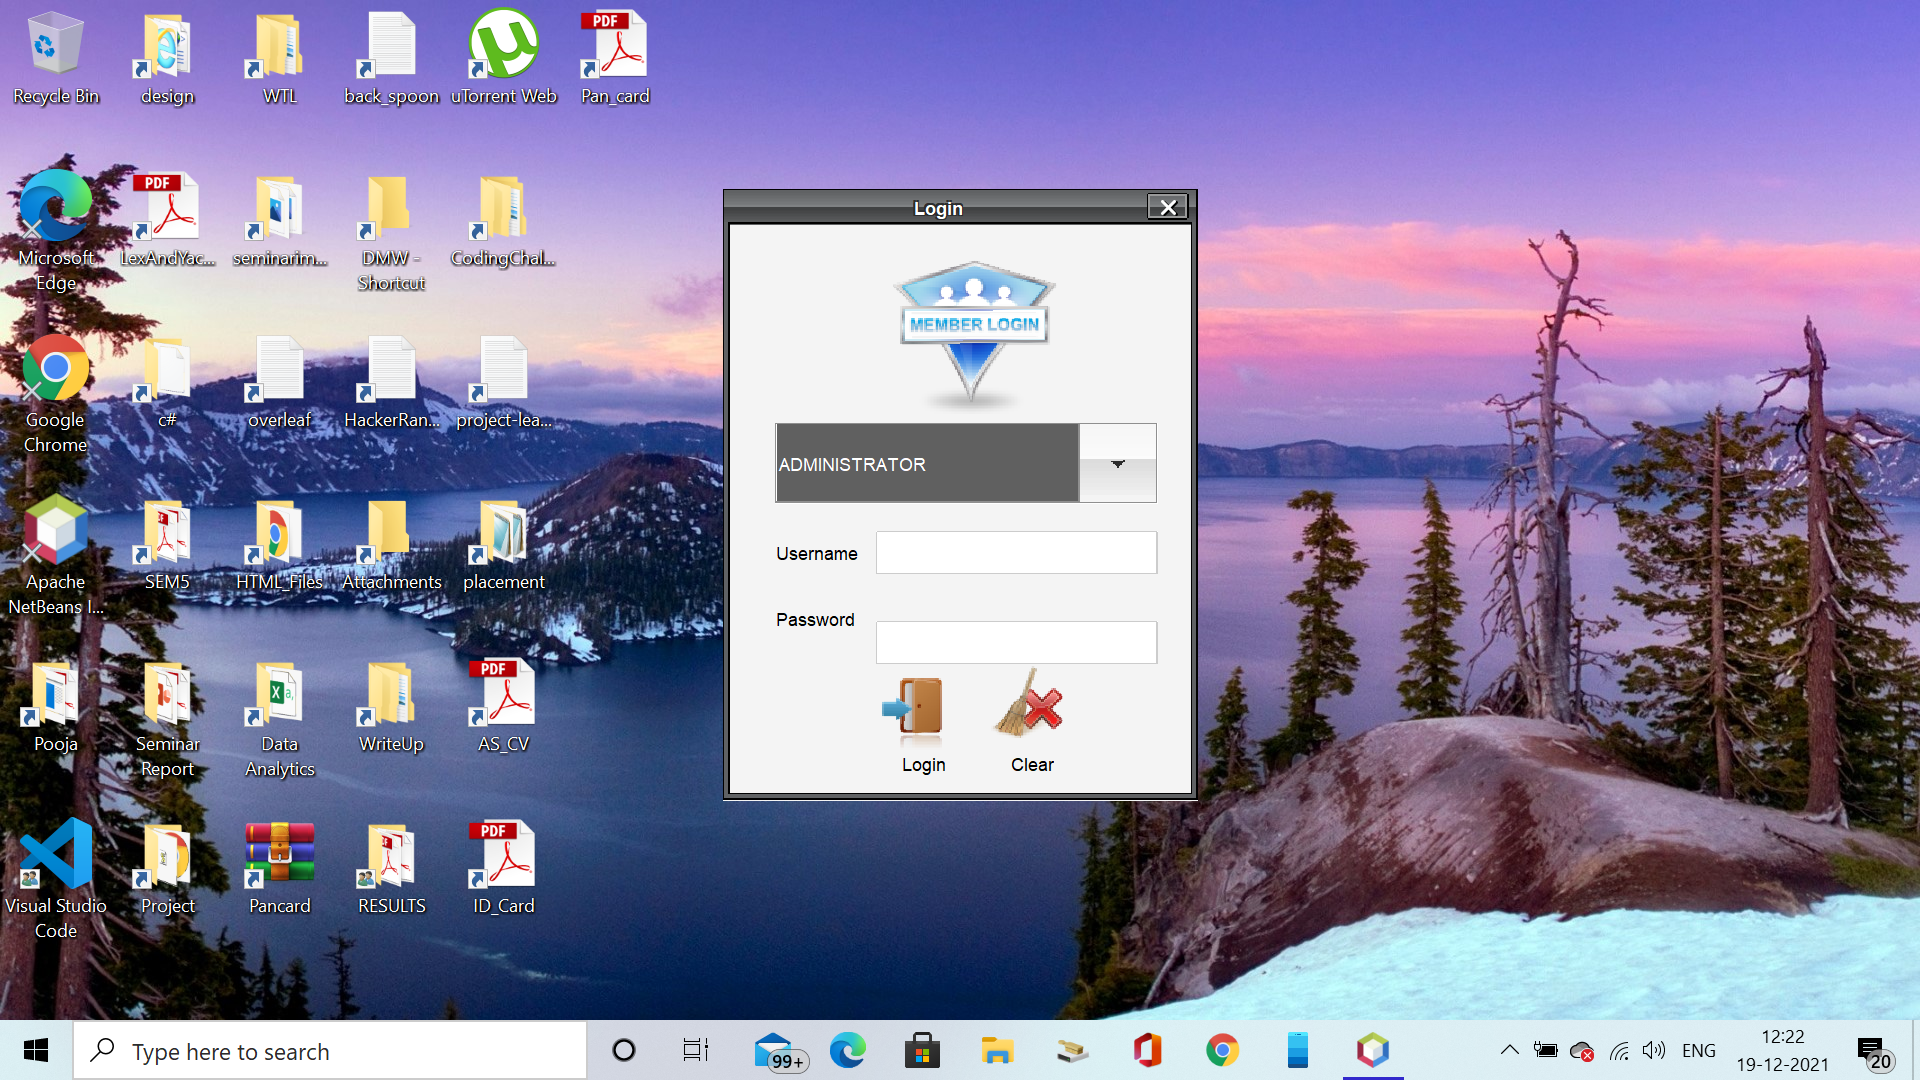 Recycle Bin
design
WTL
back_spoon
uTorrent Web
PDF
Pan_card
Microsoft
Edge
PDF
LexAndYac...
seminarim...
DMW -
Shortcut
CodingChal...
Google
Chrome
c#
overleaf
HackerRan...
project-lea...
Apache
NetBeans I...
SEM5
HTML_Files
Attachments
placement
Pooja
Seminar
Report
Data
Analytics
WriteUp
PDF
AS_CV
Visual Studio
Code
Project
Pancard
RESULTS
PDF
ID_Card
Login
MEMBER LOGIN
ADMINISTRATOR
Username
Password
Login
Clear
Type here to search
99+
ENG
12:22
19-12-2021
20